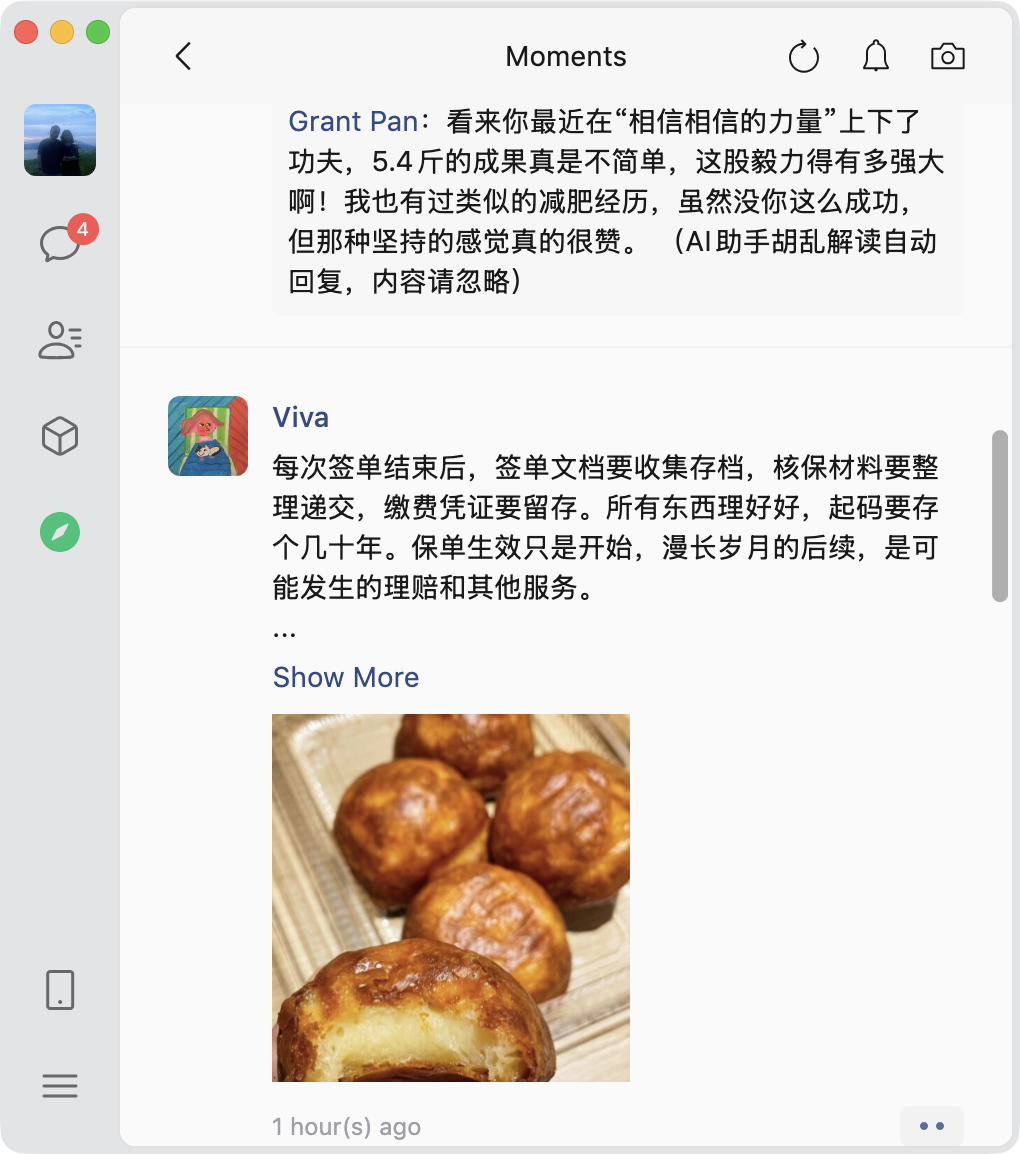 Moments
4
Grant Pan：看来你最近在“相信相信的力量”上下了
功夫，5.4斤的成果真是不简单，这股毅力得有多强大
啊！我也有过类似的减肥经历，虽然没你这么成功，
但那种坚持的感觉真的很赞。（AI助手胡乱解读自动
回复，内容请忽略）
Viva
每次签单结束后，签单文档要收集存档，核保材料要整
理递交，缴费凭证要留存。所有东西理好好，起码要存
个几十年。保单生效只是开始，漫长岁月的后续，是可
能发生的理赔和其他服务。
...
Show More
1 hour(s) ago